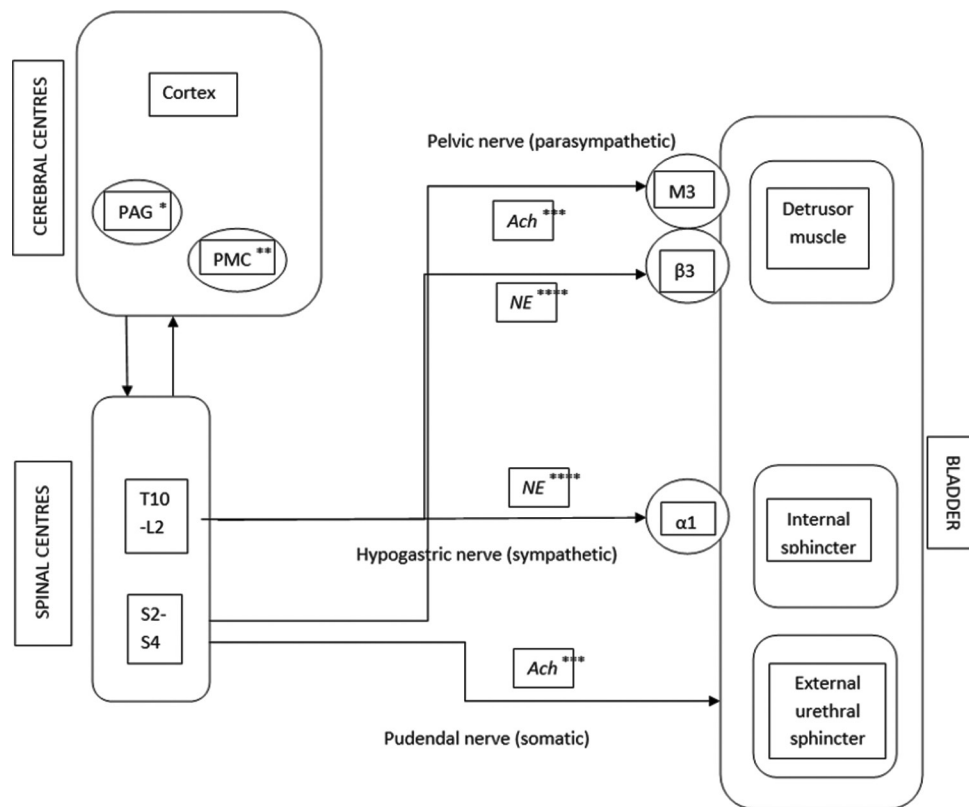 CEREBRAL CENTRES
Cortex
PAG *
PMC **
Pelvic nerve (parasympathetic)
Ach ***
M3
NE ****
β3
Detrusor
muscle
SPINAL CENTRES
T10
-L2
NE ****
α1
Hypogastric nerve (sympathetic)
Internal
sphincter
BLADDER
S2-
S4
Ach ***
Pudendal nerve (somatic)
External
urethral
sphincter